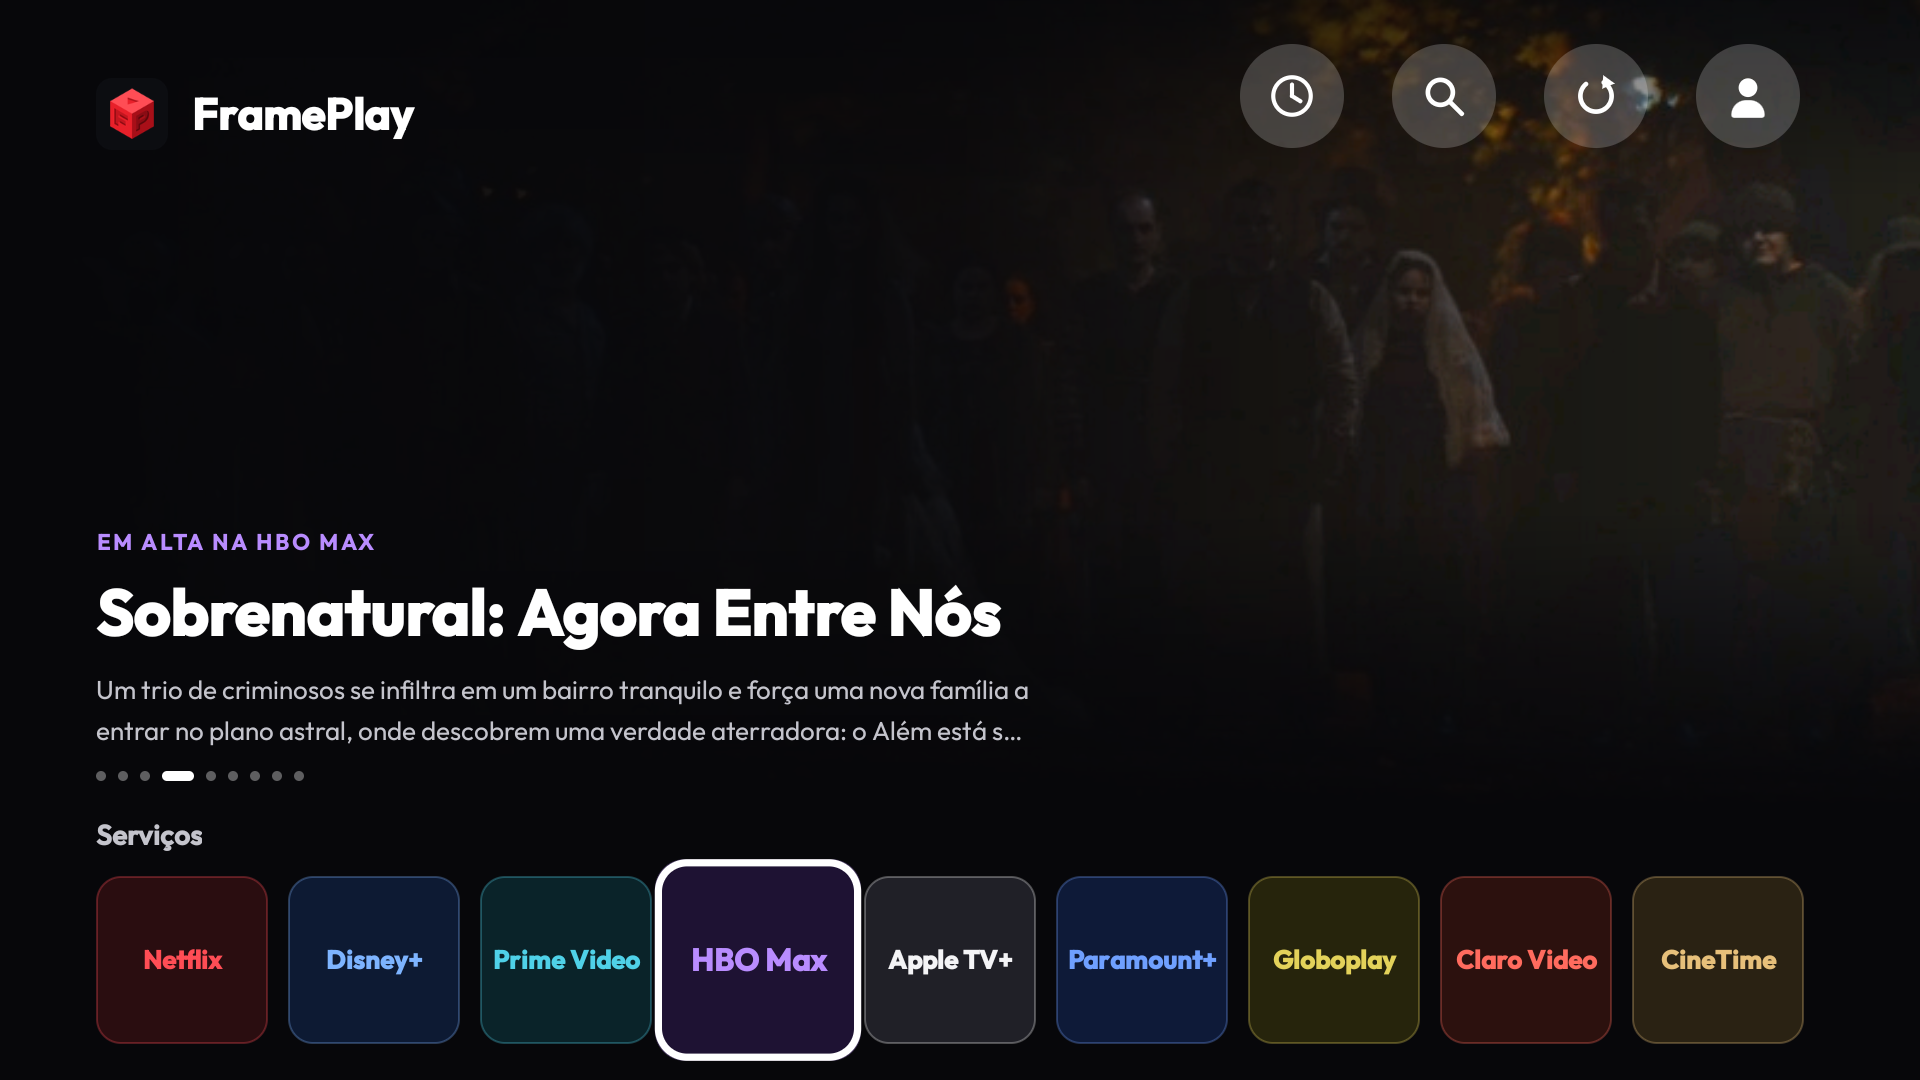 FramePlay
EM ALTA NA HBO MAX
Sobrenatural: Agora Entre Nós
Um trio de criminosos se infiltra em um bairro tranquilo e força uma nova família a
entrar no plano astral, onde descobrem uma verdade aterradora: o Além está s...
Serviços
Netflix
Disney+
Prime Video
HBO Max
Apple TV+
Paramount+
Globoplay
Claro Video
CineTime